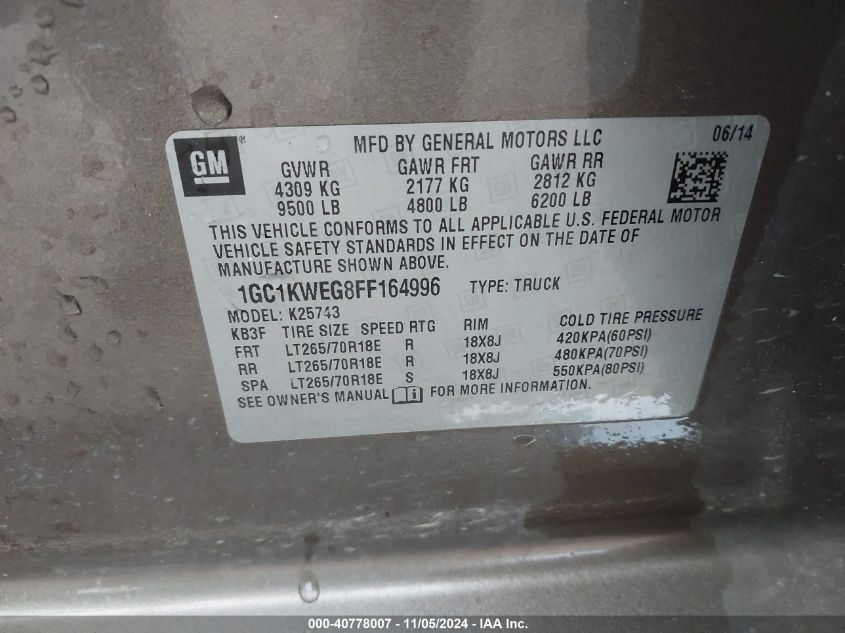 GM
MFD BY GENERAL MOTORS LLC 06/14
GVWR GAWR FRT GAWR RR
4309 KG 2177 KG 2812 KG
9500 LB 4800 LB 6200 LB
THIS VEHICLE CONFORMS TO ALL APPLICABLE U.S. FEDERAL MOTOR
VEHICLE SAFETY STANDARDS IN EFFECT ON THE DATE OF
MANUFACTURE SHOWN ABOVE.
1GC1KWEG8FF164996 TYPE: TRUCK
MODEL: K25743
KB3F TIRE SIZE SPEED RTG RIM COLD TIRE PRESSURE
FRT LT265/70R18E R 18X8J 420KPA(60PSI)
RR LT265/70R18E R 18X8J 480KPA(70PSI)
SPA LT265/70R18E S 18X8J 550KPA(80PSI)
SEE OWNER'S MANUAL FOR MORE INFORMATION.
000-40778007 - 11/05/2024 - IAA Inc.